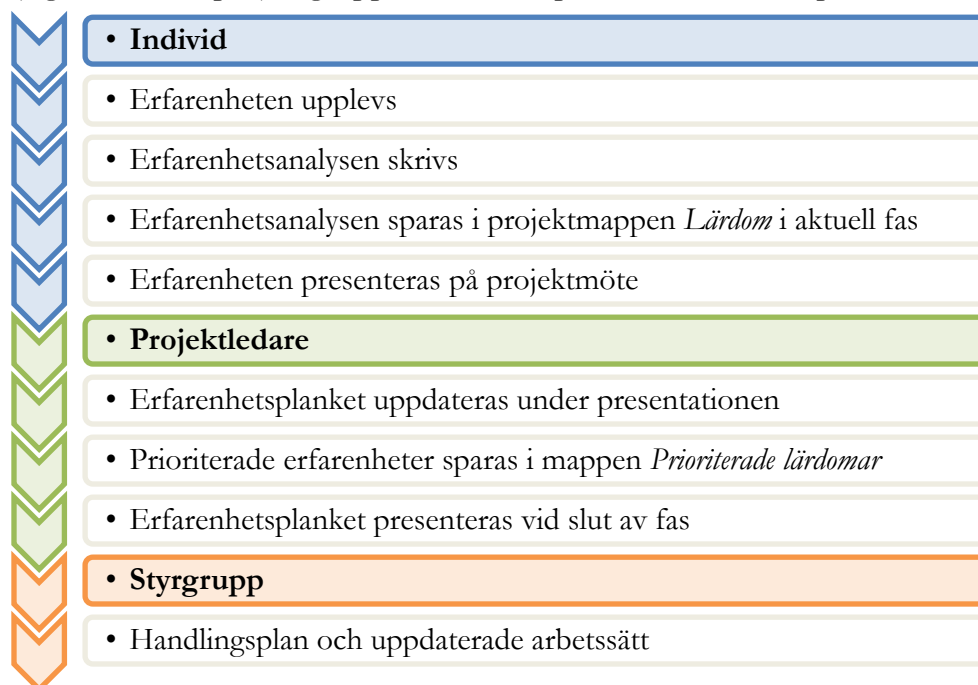 • Individ
• Erfarenheten upplevs
• Erfarenhetsanalysen skrivs
• Erfarenhetsanalysen sparas i projektmappen Lärdom i aktuell fas
• Erfarenheten presenteras på projektmöte
• Projektledare
• Erfarenhetsplanket uppdateras under presentationen
• Prioriterade erfarenheter sparas i mappen Prioriterade lärdomar
• Erfarenhetsplanket presenteras vid slut av fas
• Styrgrupp
• Handlingsplan och uppdaterade arbetssätt